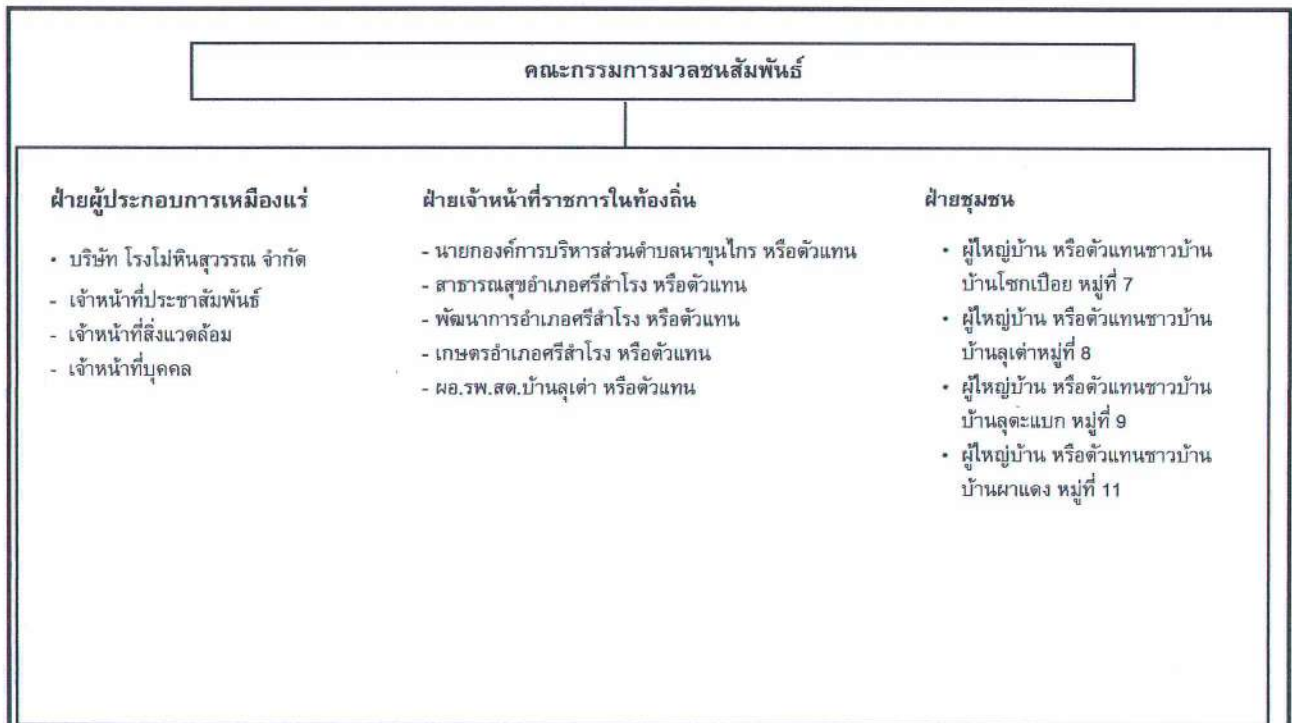 คณะกรรมการมวลชนสัมพันธ์
ฝ่ายผู้ประกอบการเหมืองแร่
• บริษัท โรงโม่หินสุวรรณ จำกัด
- เจ้าหน้าที่ประชาสัมพันธ์
- เจ้าหน้าที่สิ่งแวดล้อม
- เจ้าหน้าที่บุคคล
ฝ่ายเจ้าหน้าที่ราชการในท้องถิ่น
- นายกองค์การบริหารส่วนตำบลนาขุนไกร หรือตัวแทน
- สาธารณสุขอำเภอศรีสำโรง หรือตัวแทน
- พัฒนาการอำเภอศรีสำโรง หรือตัวแทน
- เกษตรอำเภอศรีสำโรง หรือตัวแทน
- ผอ.รพ.สต.บ้านลุเต่า หรือตัวแทน
ฝ่ายชุมชน
• ผู้ใหญ่บ้าน หรือตัวแทนชาวบ้าน
บ้านโซกเปือย หมู่ที่ 7
• ผู้ใหญ่บ้าน หรือตัวแทนชาวบ้าน
บ้านลุเต่าหมู่ที่ 8
• ผู้ใหญ่บ้าน หรือตัวแทนชาวบ้าน
บ้านลุตะแบก หมู่ที่ 9
• ผู้ใหญ่บ้าน หรือตัวแทนชาวบ้าน
บ้านผาแดง หมู่ที่ 11